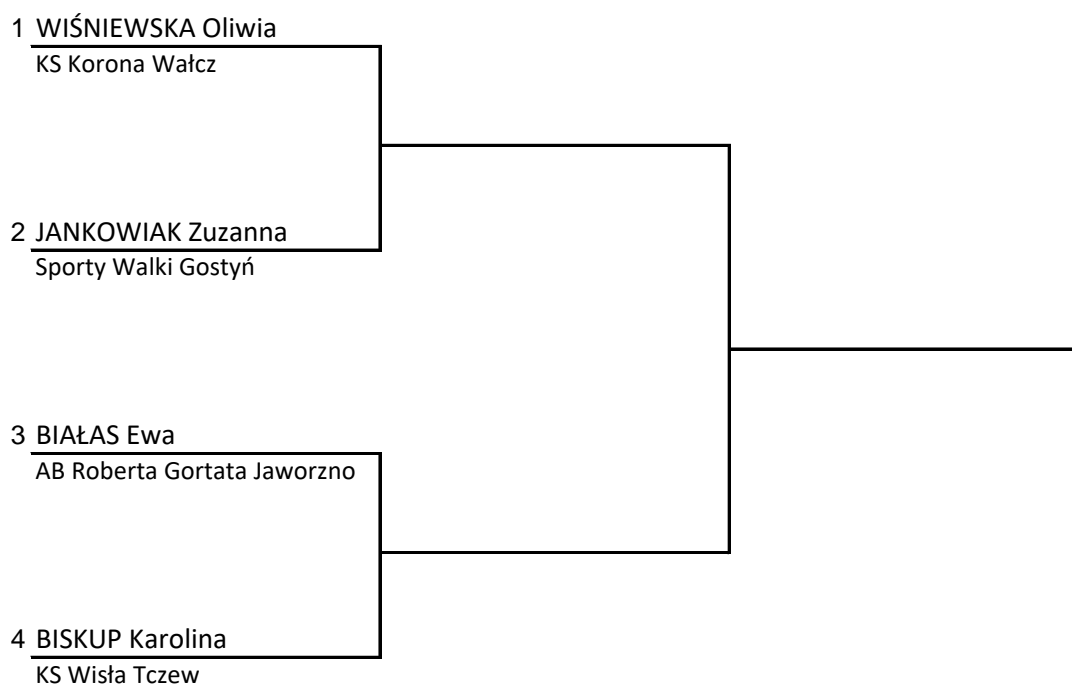 1 WIŚNIEWSKA Oliwia
KS Korona Wałcz
2 JANKOWIAK Zuzanna
Sporty Walki Gostyń
3 BIAŁAS Ewa
AB Roberta Gortata Jaworzno
4 BISKUP Karolina
KS Wisła Tczew